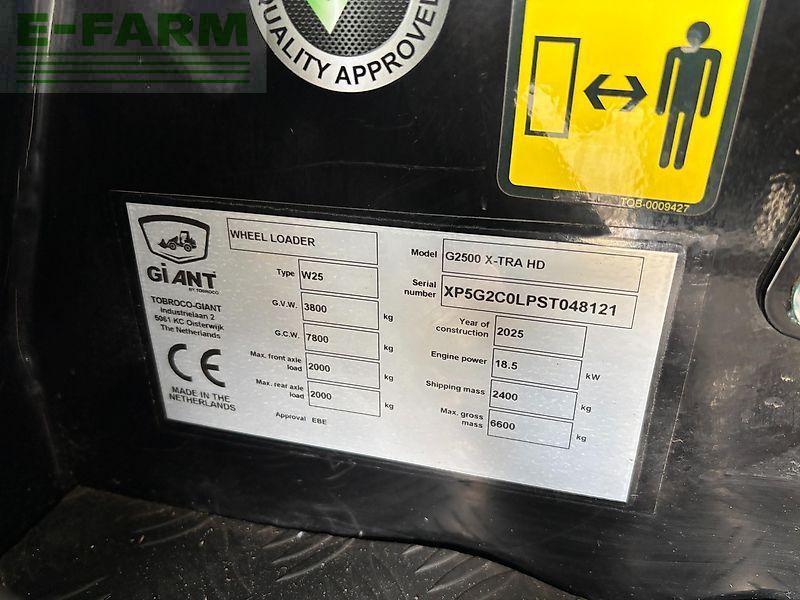 E-FARM
QUALITY APPROVED
TOB-0009427
GiANT
BY TOBROCO
TOBROCO-GIANT
Industrielaan 2
5061 KC Oisterwijk
The Netherlands
CE
MADE IN THE
NETHERLANDS
WHEEL LOADER
Type W25
G.V.W. 3800 kg
G.C.W. 7800 kg
Max. front axle
load 2000 kg
Max. rear axle
load 2000 kg
Approval EBE
Model G2500 X-TRA HD
Serial
number XP5G2C0LPST048121
Year of
construction 2025
Engine power 18.5 kW
Shipping mass 2400 kg
Max. gross
mass 6600 kg